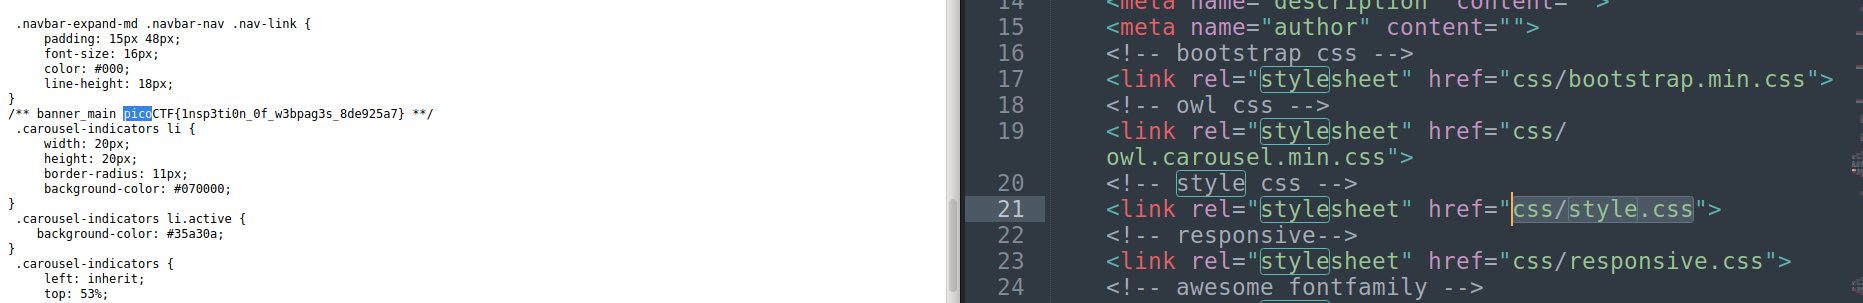 .navbar-expand-md .navbar-nav .nav-link {
padding: 15px 48px;
font-size: 16px;
color: #000;
line-height: 18px;
}
/** banner_main picoCTF{1nsp3ti0n_0f_w3bpag3s_8de925a7} **/
.carousel-indicators li {
width: 20px;
height: 20px;
border-radius: 11px;
background-color: #070000;
}
.carousel-indicators li.active {
background-color: #35a30a;
}
.carousel-indicators {
left: inherit;
top: 53%;
14 <meta name="description" content="">
15 <meta name="author" content="">
16 <!-- bootstrap css -->
17 <link rel="stylesheet" href="css/bootstrap.min.css">
18 <!-- owl css -->
19 <link rel="stylesheet" href="css/
owl.carousel.min.css">
20 <!-- style css -->
21 <link rel="stylesheet" href="css/style.css">
22 <!-- responsive-->
23 <link rel="stylesheet" href="css/responsive.css">
24 <!-- awesome fontfamily -->